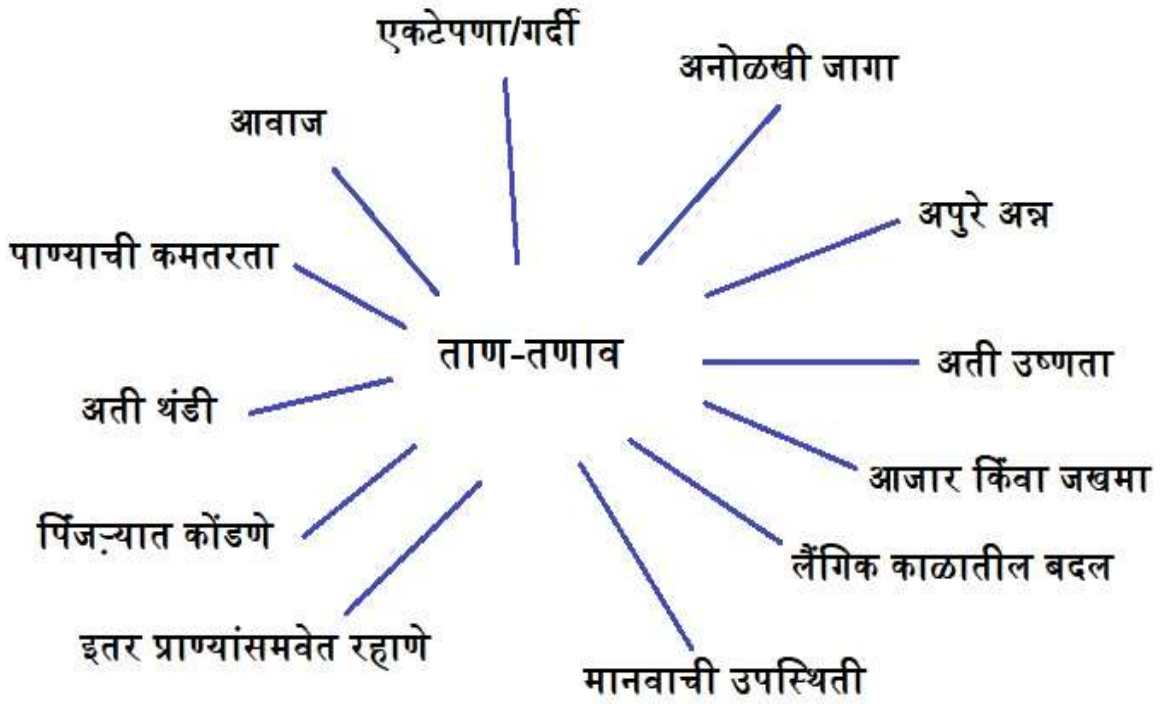 एकटेपणा/गर्दी
अनोळखी जागा
आवाज
अपुरे अन्न
पाण्याची कमतरता
ताण-तणाव
अती उष्णता
अती थंडी
आजार किंवा जखमा
पिंजऱ्यात कोंडणे
लैंगिक काळातील बदल
इतर प्राण्यांसमवेत रहाणे
मानवाची उपस्थिती